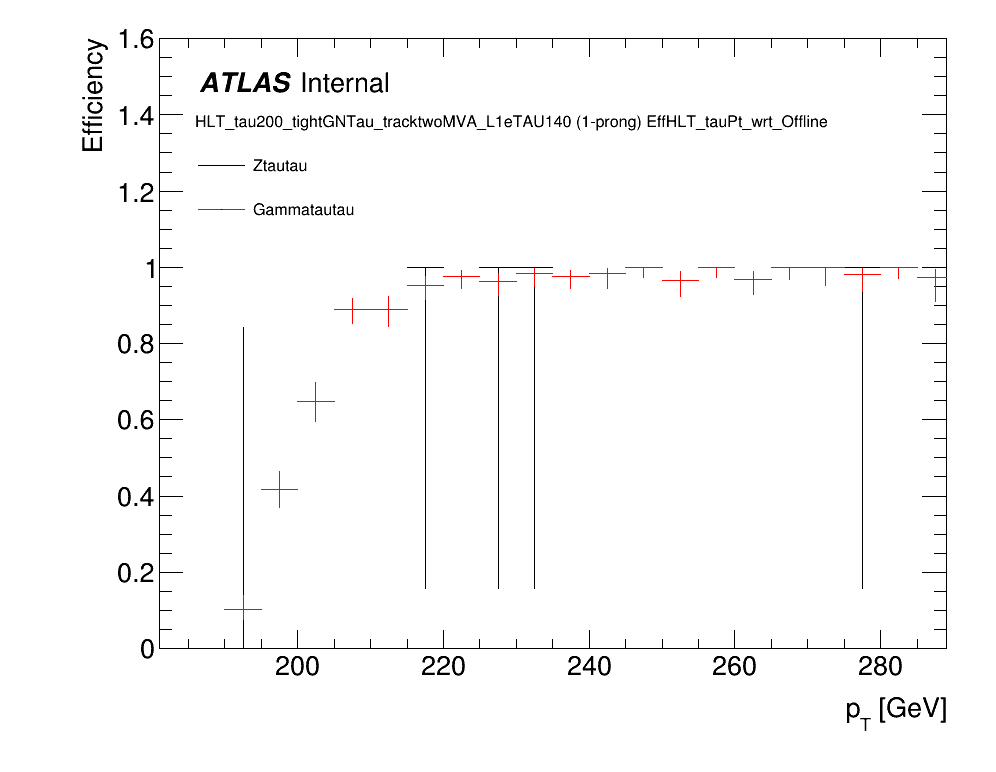 Efficiency
1.6
1.4
1.2
1
0.8
0.6
0.4
0.2
0
ATLAS Internal
HLT_tau200_tightGNTau_tracktwoMVA_L1eTAU140 (1-prong) EffHLT_tauPt_wrt_Offline
Ztautau
Gammatautau
200 220 240 260 280
p_T [GeV]